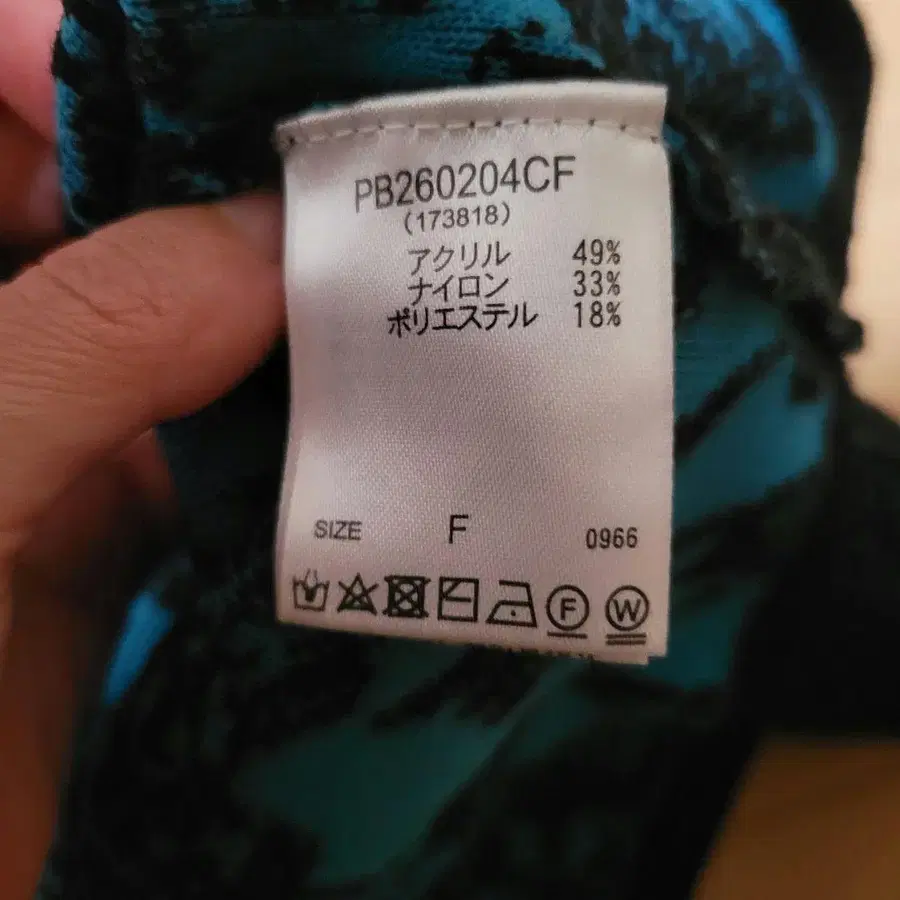 PB260204CF
(173818)
アクリル 49%
ナイロン 33%
ポリエステル 18%
SIZE F 0966
F W